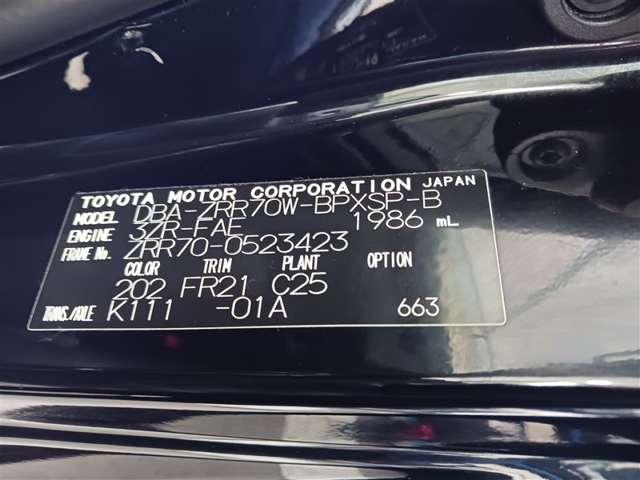 TOYOTA MOTOR CORPORATION JAPAN
MODEL DBA-ZRR70W-BPXSP-B
ENGINE 3ZR-FAE 1986 mL
FRAME No. ZRR70-0523423
COLOR TRIM PLANT OPTION
202 FR21 C25
TRANS./AXLE K111 -01A 663